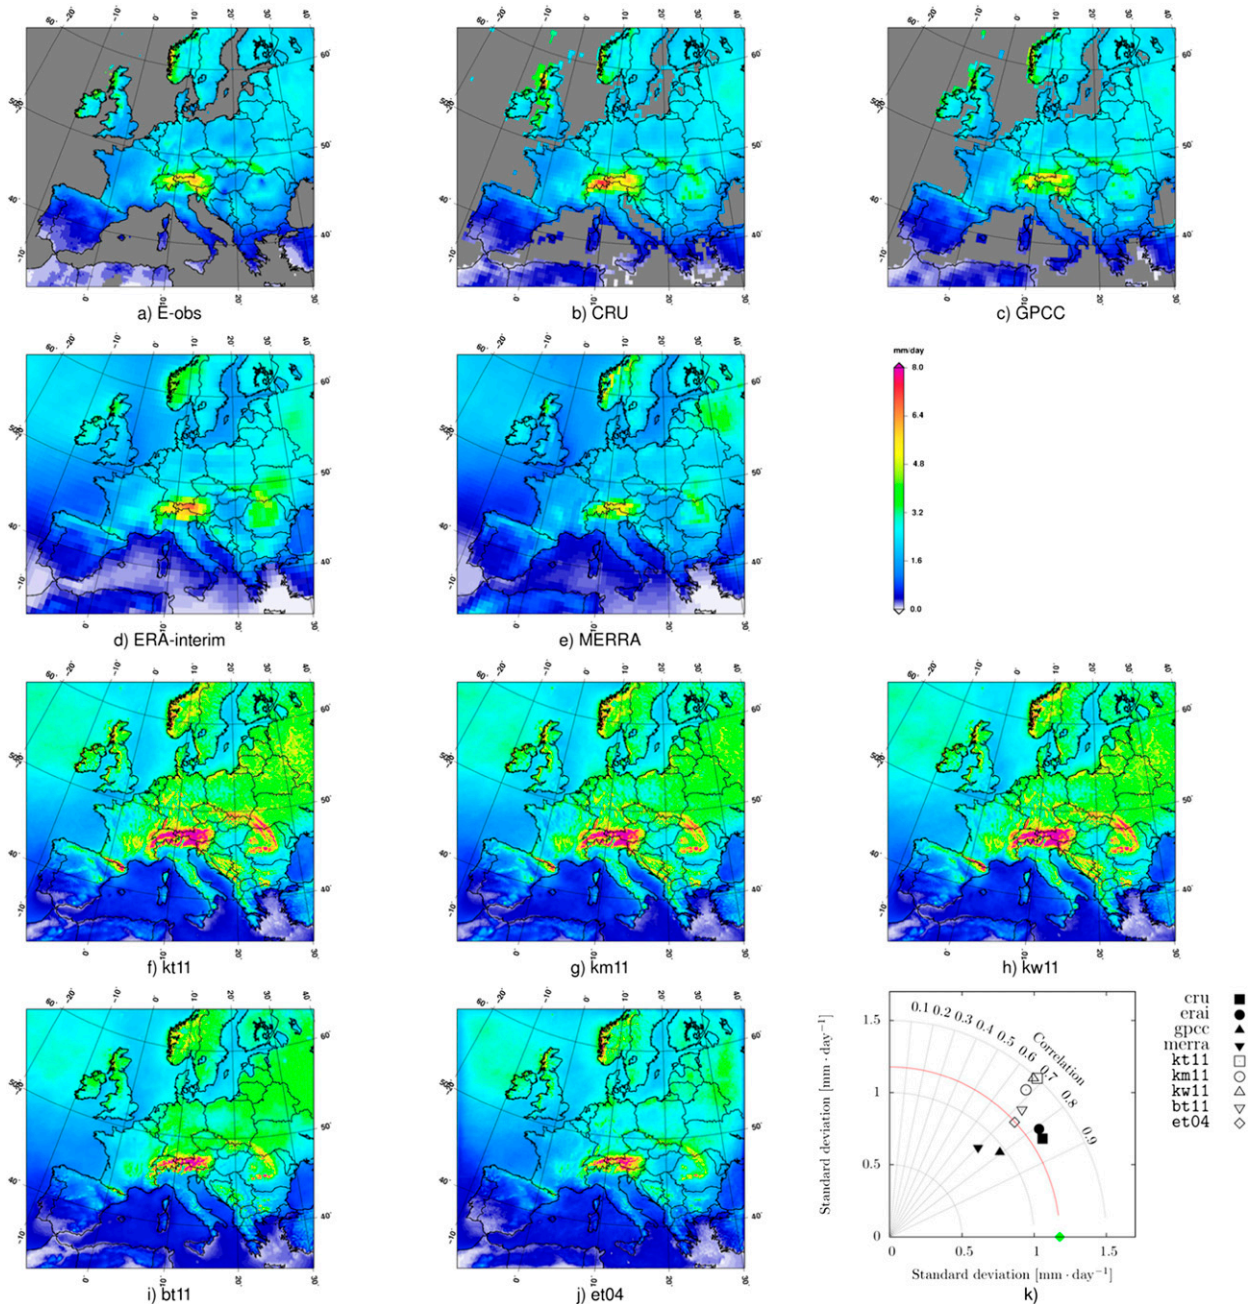 a) E-obs
b) CRU
c) GPCC
d) ERA-interim
e) MERRA
mm/day
8.0
6.4
4.8
3.2
1.6
0.0
f) kt11
g) km11
h) kw11
i) bt11
j) et04
k)
Standard deviation [mm · day⁻¹]
1.5
1
0.5
0
0.1 0.2 0.3 0.4 0.5 0.6 0.7 0.8 0.9
Correlation
0 0.5 1 1.5
Standard deviation [mm · day⁻¹]
cru
erai
gpcc
merra
kt11
km11
kw11
bt11
et04